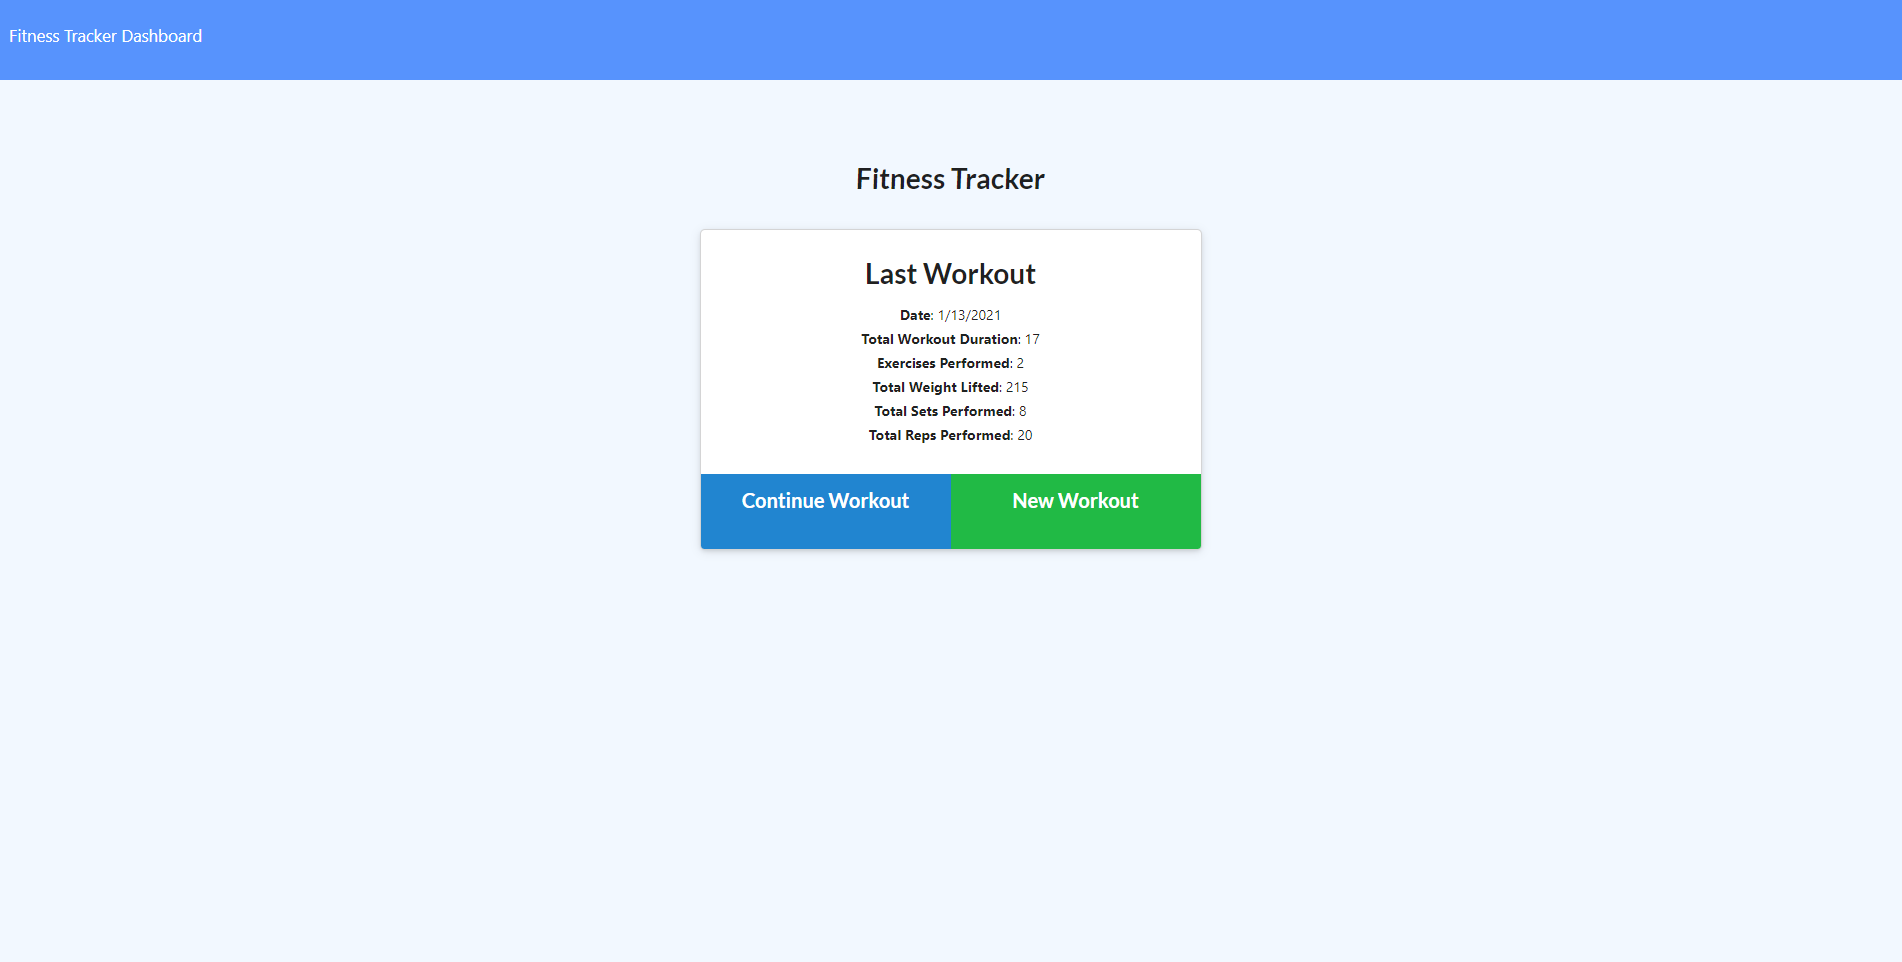 Fitness Tracker Dashboard
Fitness Tracker
Last Workout
Date: 1/13/2021
Total Workout Duration: 17
Exercises Performed: 2
Total Weight Lifted: 215
Total Sets Performed: 8
Total Reps Performed: 20
Continue Workout
New Workout